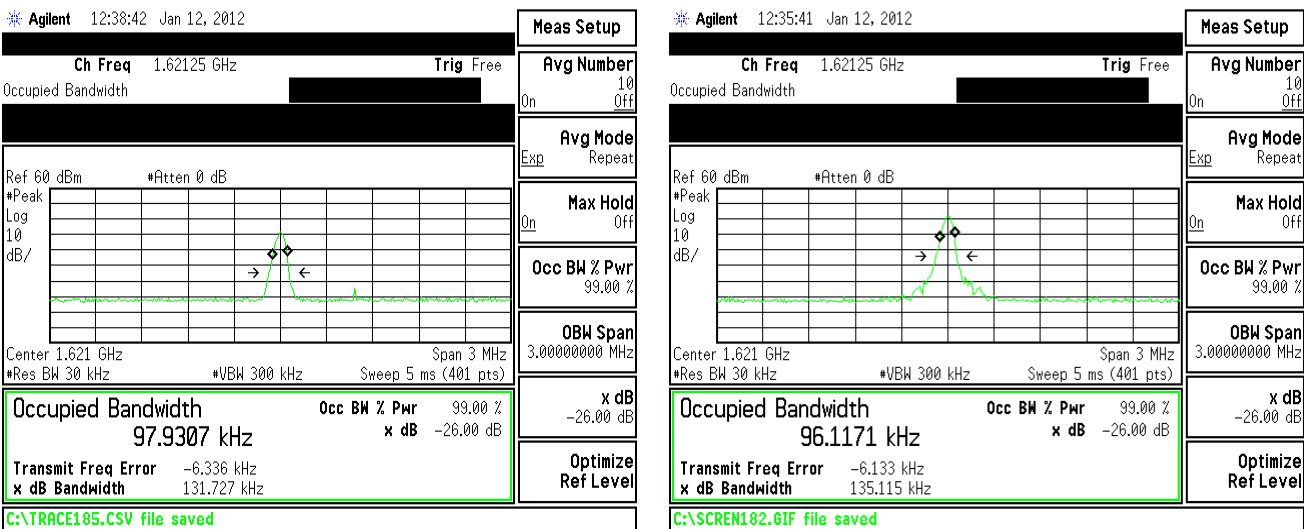 Agilent 12:38:42 Jan 12, 2012
Meas Setup
Ch Freq 1.62125 GHz Trig Free
Occupied Bandwidth
Avg Number
10
On Off
Avg Mode
Exp Repeat
Ref 60 dBm #Atten 0 dB
#Peak
Log
10
dB/
Max Hold
On Off
Occ BW % Pwr
99.00 %
OBW Span
3.00000000 MHz
Center 1.621 GHz Span 3 MHz
#Res BW 30 kHz #VBW 300 kHz Sweep 5 ms (401 pts)
x dB
-26.00 dB
Occupied Bandwidth Occ BW % Pwr 99.00 %
97.9307 kHz x dB -26.00 dB
Transmit Freq Error -6.336 kHz
x dB Bandwidth 131.727 kHz
Optimize
Ref Level
C:\TRACE185.CSV file saved
Agilent 12:35:41 Jan 12, 2012
Meas Setup
Ch Freq 1.62125 GHz Trig Free
Occupied Bandwidth
Avg Number
10
On Off
Avg Mode
Exp Repeat
Ref 60 dBm #Atten 0 dB
#Peak
Log
10
dB/
Max Hold
On Off
Occ BW % Pwr
99.00 %
OBW Span
3.00000000 MHz
Center 1.621 GHz Span 3 MHz
#Res BW 30 kHz #VBW 300 kHz Sweep 5 ms (401 pts)
x dB
-26.00 dB
Occupied Bandwidth Occ BW % Pwr 99.00 %
96.1171 kHz x dB -26.00 dB
Transmit Freq Error -6.133 kHz
x dB Bandwidth 135.115 kHz
Optimize
Ref Level
C:\SCREN182.GIF file saved